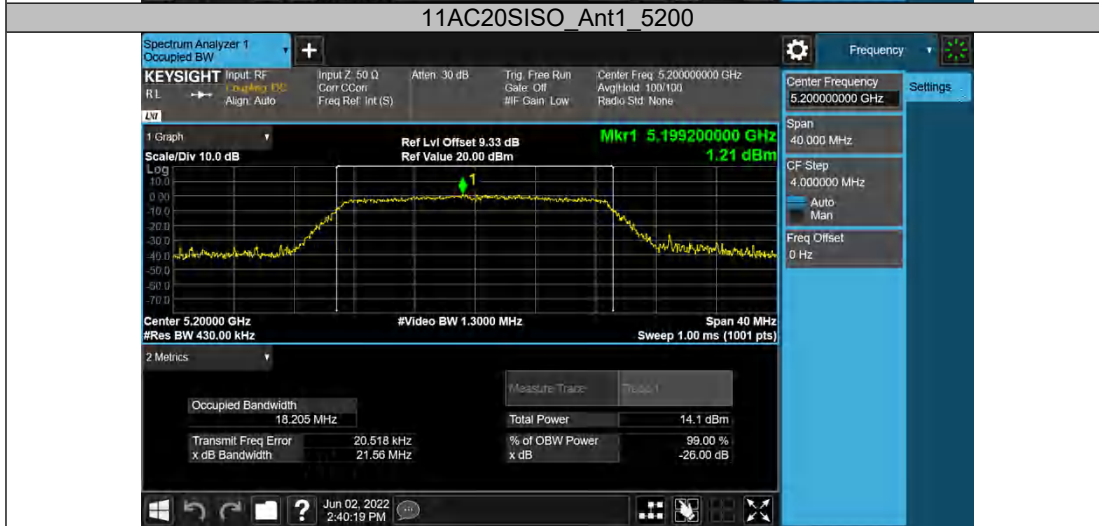 11AC20SISO_Ant1_5200
Spectrum Analyzer 1
Occupied BW
Frequency
KEYSIGHT Input: RF Input Z: 50 Ω Atten: 30 dB Trig: Free Run Center Freq: 5.200000000 GHz
RL Coupling: DC Corr CCorr Gate: Off Avg|Hold: 100/100
Align: Auto Freq Ref: Int (S) #IF Gain: Low Radio Std: None
LNI
Center Frequency
5.200000000 GHz
Settings
Span
40.000 MHz
CF Step
4.000000 MHz
Auto
Man
Freq Offset
0 Hz
1 Graph Ref Lvl Offset 9.33 dB Mkr1 5.199200000 GHz
Scale/Div 10.0 dB Ref Value 20.00 dBm 1.21 dBm
Log
10.0
0.00
-10.0
-20.0
-30.0
-40.0
-50.0
-60.0
-70.0
1
Center 5.20000 GHz #Video BW 1.3000 MHz Span 40 MHz
#Res BW 430.00 kHz Sweep 1.00 ms (1001 pts)
2 Metrics
Measure Trace Trace 1
Occupied Bandwidth
18.205 MHz Total Power 14.1 dBm
Transmit Freq Error 20.518 kHz % of OBW Power 99.00 %
x dB Bandwidth 21.56 MHz x dB -26.00 dB
Jun 02, 2022
2:40:19 PM